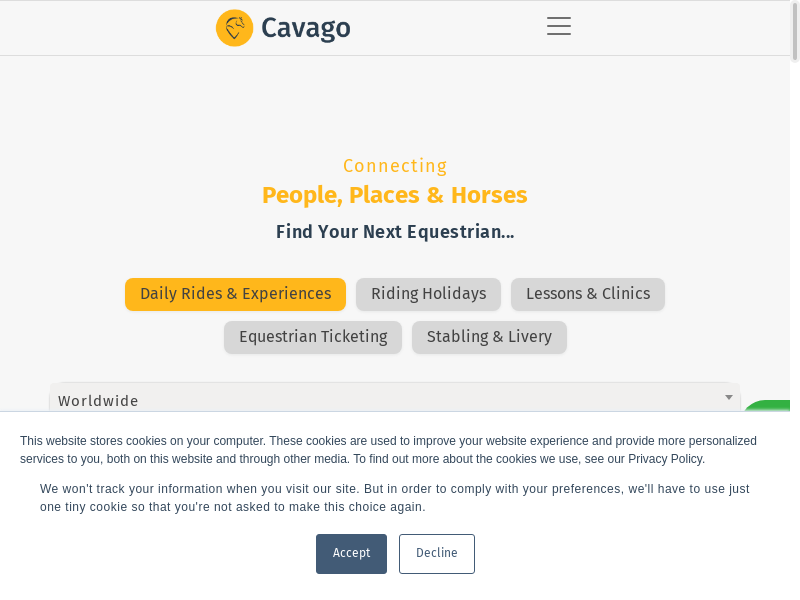 Cavago
Connecting
People, Places & Horses
Find Your Next Equestrian...
Daily Rides & Experiences
Riding Holidays
Lessons & Clinics
Equestrian Ticketing
Stabling & Livery
Worldwide
This website stores cookies on your computer. These cookies are used to improve your website experience and provide more personalized
services to you, both on this website and through other media. To find out more about the cookies we use, see our Privacy Policy.
We won't track your information when you visit our site. But in order to comply with your preferences, we'll have to use just
one tiny cookie so that you're not asked to make this choice again.
Accept
Decline